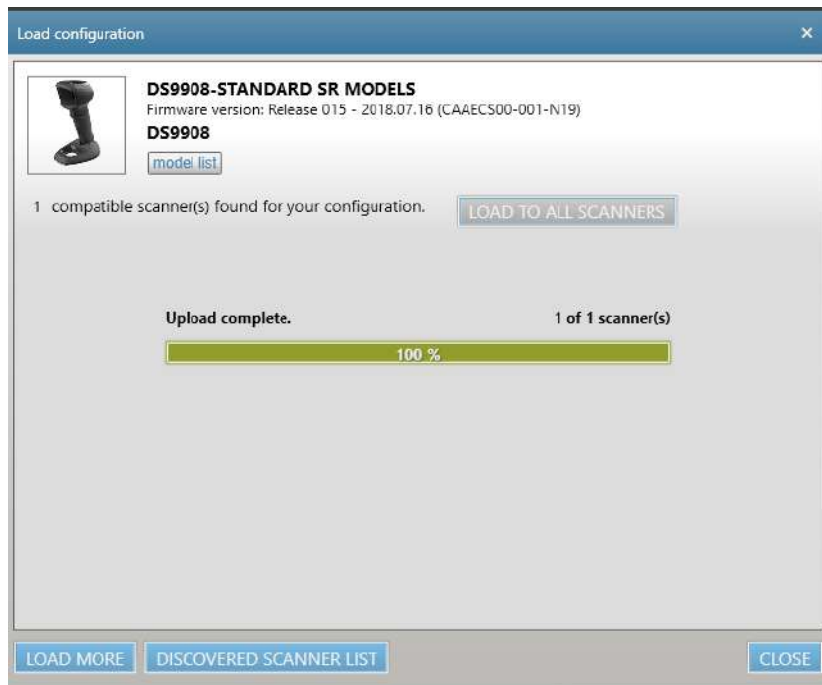 Load configuration
×
DS9908-STANDARD SR MODELS
Firmware version: Release 015 - 2018.07.16 (CAAECS00-001-N19)
DS9908
model list
1 compatible scanner(s) found for your configuration.
LOAD TO ALL SCANNERS
Upload complete. 1 of 1 scanner(s)
100 %
LOAD MORE DISCOVERED SCANNER LIST CLOSE